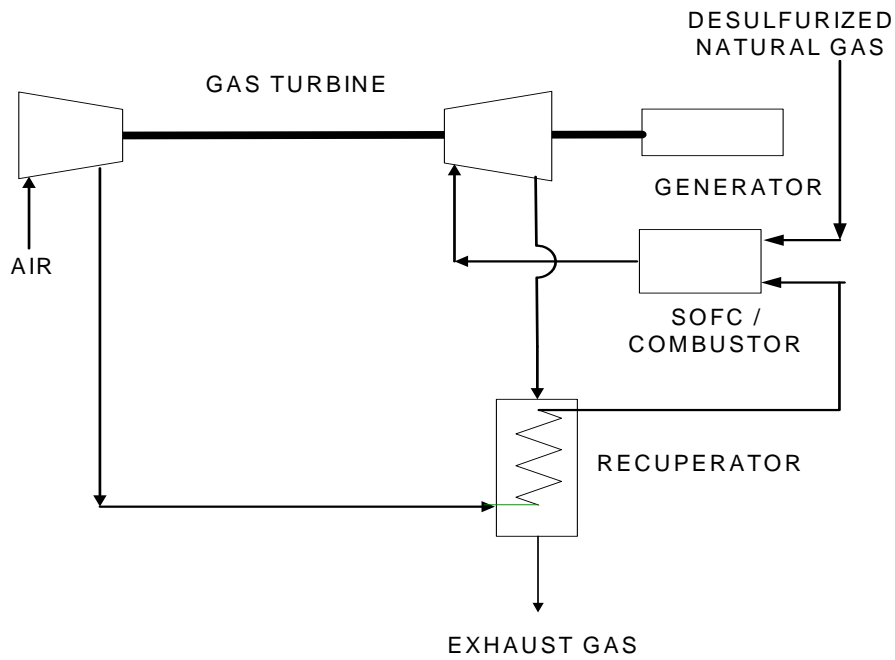 DESULFURIZED
NATURAL GAS
GAS TURBINE
GENERATOR
AIR
SOFC /
COMBUSTOR
RECUPERATOR
EXHAUST GAS